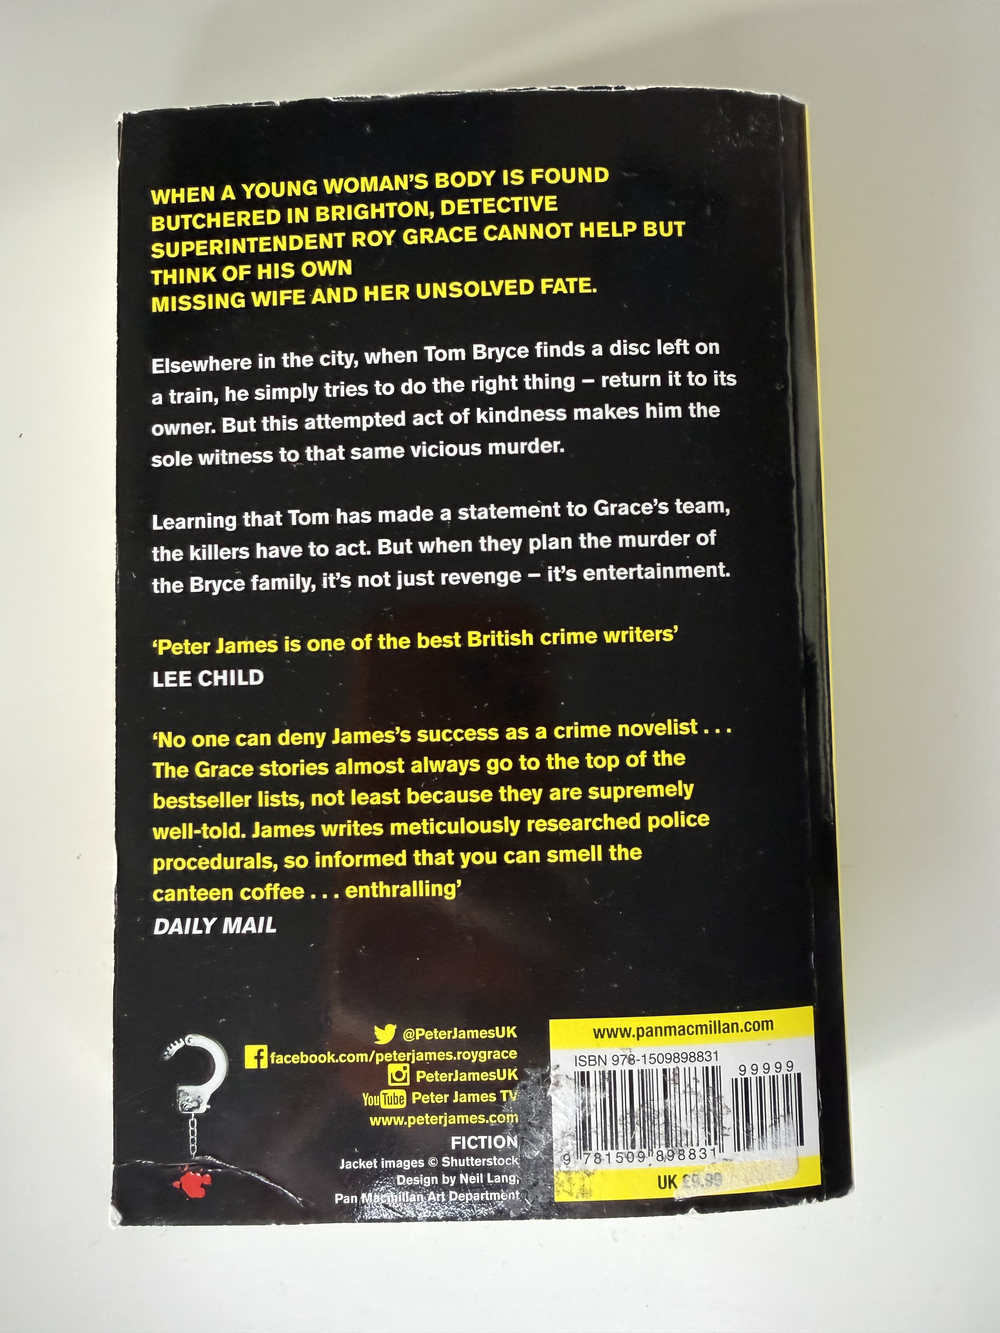 WHEN A YOUNG WOMAN'S BODY IS FOUND
BUTCHERED IN BRIGHTON, DETECTIVE
SUPERINTENDENT ROY GRACE CANNOT HELP BUT
THINK OF HIS OWN
MISSING WIFE AND HER UNSOLVED FATE.
Elsewhere in the city, when Tom Bryce finds a disc left on
a train, he simply tries to do the right thing – return it to its
owner. But this attempted act of kindness makes him the
sole witness to that same vicious murder.
Learning that Tom has made a statement to Grace's team,
the killers have to act. But when they plan the murder of
the Bryce family, it's not just revenge – it's entertainment.
'Peter James is one of the best British crime writers'
LEE CHILD
'No one can deny James's success as a crime novelist . . .
The Grace stories almost always go to the top of the
bestseller lists, not least because they are supremely
well-told. James writes meticulously researched police
procedurals, so informed that you can smell the
canteen coffee . . . enthralling'
DAILY MAIL
@PeterJamesUK
facebook.com/peterjames.roygrace
PeterJamesUK
YouTube Peter James TV
www.peterjames.com
FICTION
Jacket images © Shutterstock
Design by Neil Lang,
Pan Macmillan Art Department
www.panmacmillan.com
ISBN 978-1509898831
99999
9 781509 898831
UK £9.99